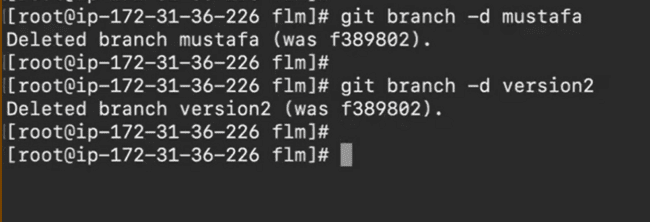 [root@ip-172-31-36-226 flm]# git branch -d mustafa
Deleted branch mustafa (was f389802).
[root@ip-172-31-36-226 flm]#
[root@ip-172-31-36-226 flm]# git branch -d version2
Deleted branch version2 (was f389802).
[root@ip-172-31-36-226 flm]#
[root@ip-172-31-36-226 flm]#